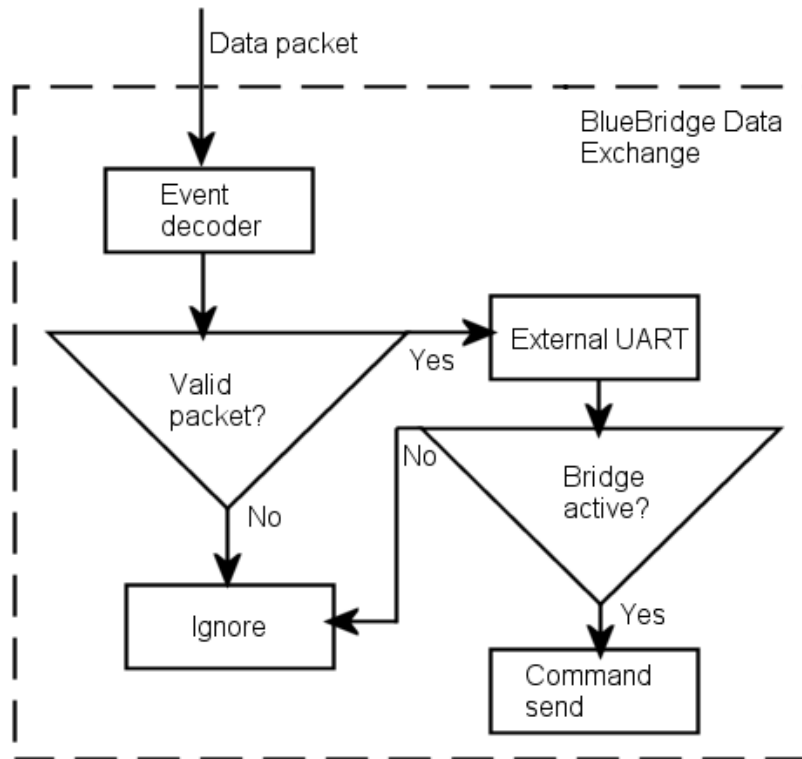 Data packet
BlueBridge Data
Exchange
Event
decoder
External UART
Yes
Valid
packet?
No
Bridge
active?
No
Ignore
Yes
Command
send